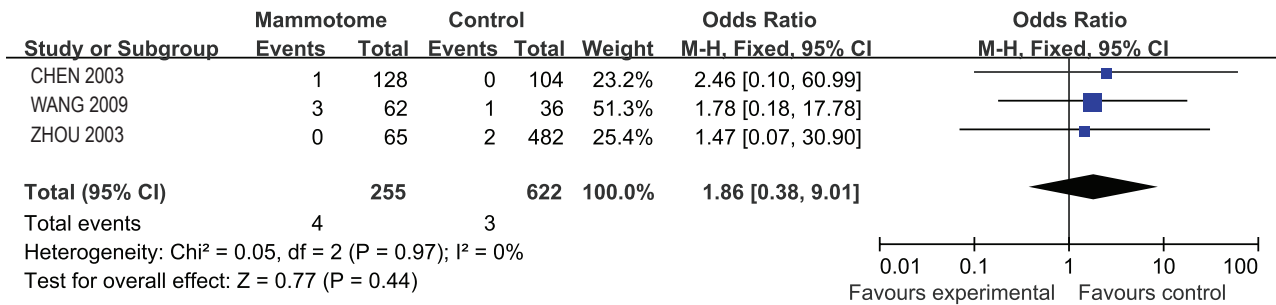 Mammotome Control Odds Ratio Odds Ratio
Study or Subgroup Events Total Events Total Weight M-H, Fixed, 95% CI M-H, Fixed, 95% CI
CHEN 2003 1 128 0 104 23.2% 2.46 [0.10, 60.99]
WANG 2009 3 62 1 36 51.3% 1.78 [0.18, 17.78]
ZHOU 2003 0 65 2 482 25.4% 1.47 [0.07, 30.90]
Total (95% CI) 255 622 100.0% 1.86 [0.38, 9.01]
Total events 4 3
Heterogeneity: Chi² = 0.05, df = 2 (P = 0.97); I² = 0%
Test for overall effect: Z = 0.77 (P = 0.44)
0.01 0.1 1 10 100
Favours experimental Favours control